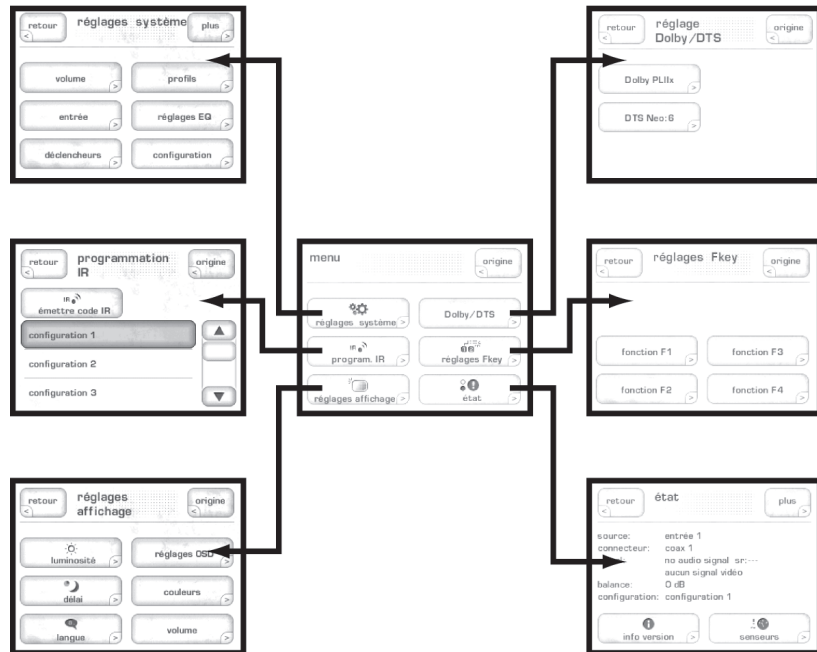 retour
réglages système
plus
volume
profils
entrée
réglages EQ
déclencheurs
configuration
retour
réglage
Dolby/DTS
origine
Dolby PLIIx
DTS Neo:6
retour
programmation
IR
origine
IR
émettre code IR
configuration 1
configuration 2
configuration 3
menu
origine
réglages système
Dolby/DTS
IR
program. IR
réglages Fkey
réglages affichage
état
retour
réglages Fkey
origine
fonction F1
fonction F3
fonction F2
fonction F4
retour
réglages
affichage
origine
luminosité
réglages OSD
délai
couleurs
langue
volume
retour
état
plus
source: entrée 1
connecteur: coax 1
no audio signal sr:---
aucun signal vidéo
balance: 0 dB
configuration: configuration 1
info version
senseurs